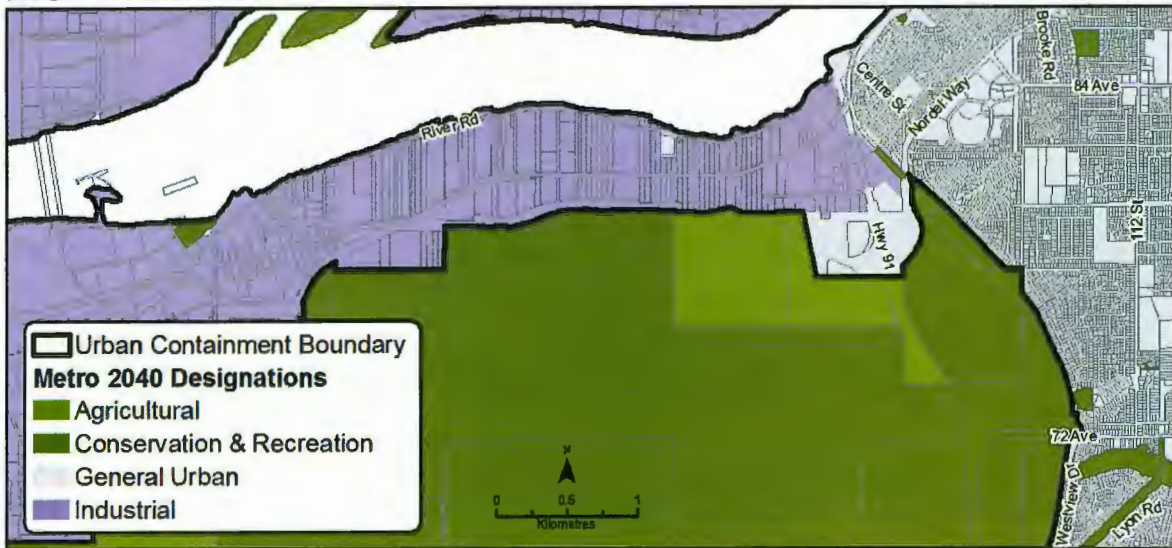 Brooke Rd
Centre St
84 Ave
Nordel Way
River Rd
112 St
Hwy 91
Urban Containment Boundary
Metro 2040 Designations
Agricultural
Conservation & Recreation
General Urban
Industrial
72 Ave
N
0 0.5 1
Kilometres
Westview Dr
Lyon Rd